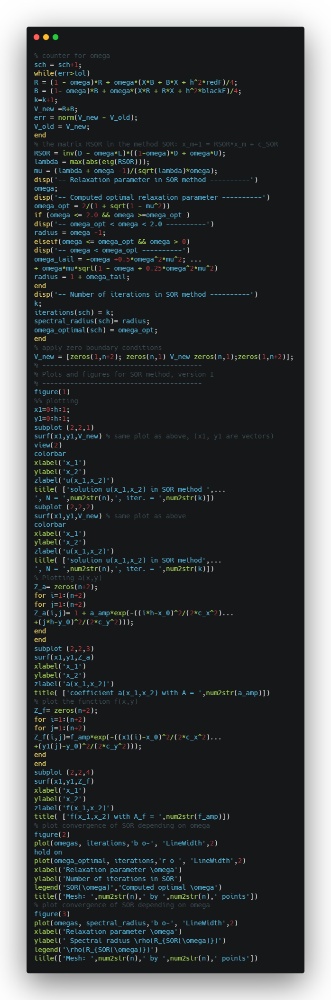 % counter for omega
sch = sch+1;
while(err>tol)
R = (1 - omega)*R + omega*(X*B + B*X + h^2*redF)/4;
B = (1- omega)*B + omega*(X*R + R*X + h^2*blackF)/4;
k=k+1;
V_new =R+B;
err = norm(V_new - V_old);
V_old = V_new;
end
% the matrix RSOR in the method SOR: x_m+1 = RSOR*x_m + c_SOR
RSOR = inv(D - omega*L)*((1-omega)*D + omega*U);
lambda = max(abs(eig(RSOR)));
mu = (lambda + omega -1)/(sqrt(lambda)*omega);
disp('-- Relaxation parameter in SOR method ----------')
omega;
disp('-- Computed optimal relaxation parameter ----------')
omega_opt = 2/(1 + sqrt(1 - mu^2))
if (omega <= 2.0 && omega >=omega_opt )
disp('-- omega_opt < omega < 2.0 ----------')
radius = omega -1;
elseif(omega <= omega_opt && omega > 0)
disp('-- omega < omega_opt ----------')
omega_tail = -omega +0.5*omega^2*mu^2; ...
+ omega*mu*sqrt(1 - omega + 0.25*omega^2*mu^2)
radius = 1 + omega_tail;
end
disp('-- Number of iterations in SOR method ----------')
k;
iterations(sch) = k;
spectral_radius(sch)= radius;
omega_optimal(sch) = omega_opt;
end
% apply zero boundary conditions
V_new = [zeros(1,n+2); zeros(n,1) V_new zeros(n,1);zeros(1,n+2)];
% ----------------------------------------
% Plots and figures for SOR method, version I
% ----------------------------------------
figure(1)
%% plotting
x1=0:h:1;
y1=0:h:1;
subplot (2,2,1)
surf(x1,y1,V_new) % same plot as above, (x1, y1 are vectors)
view(2)
colorbar
xlabel('x_1')
ylabel('x_2')
zlabel('u(x_1,x_2)')
title( ['solution u(x_1,x_2) in SOR method ',...
', N = ',num2str(n),', iter. = ',num2str(k)])
subplot (2,2,2)
surf(x1,y1,V_new) % same plot as above
colorbar
xlabel('x_1')
ylabel('x_2')
zlabel('u(x_1,x_2)')
title( ['solution u(x_1,x_2) in SOR method',...
', N = ',num2str(n),', iter. = ',num2str(k)])
% Plotting a(x,y)
Z_a= zeros(n+2);
for i=1:(n+2)
for j=1:(n+2)
Z_a(i,j)= 1 + a_amp*exp(-((i*h-x_0)^2/(2*c_x^2)...
+(j*h-y_0)^2/(2*c_y^2)));
end
end
subplot (2,2,3)
surf(x1,y1,Z_a)
xlabel('x_1')
ylabel('x_2')
zlabel('a(x_1,x_2)')
title( ['coefficient a(x_1,x_2) with A = ',num2str(a_amp)])
% plot the function f(x,y)
Z_f= zeros(n+2);
for i=1:(n+2)
for j=1:(n+2)
Z_f(i,j)=f_amp*exp(-((x1(i)-x_0)^2/(2*c_x^2)...
+(y1(j)-y_0)^2/(2*c_y^2)));
end
end
subplot (2,2,4)
surf(x1,y1,Z_f)
xlabel('x_1')
ylabel('x_2')
zlabel('f(x_1,x_2)')
title( ['f(x_1,x_2) with A_f = ',num2str(f_amp)])
% plot convergence of SOR depending on omega
figure(2)
plot(omegas, iterations,'b o-', 'LineWidth',2)
hold on
plot(omega_optimal, iterations,'r o ', 'LineWidth',2)
xlabel('Relaxation parameter \omega')
ylabel('Number of iterations in SOR')
legend('SOR(\omega)','Computed optimal \omega')
title(['Mesh: ',num2str(n),' by ',num2str(n),' points'])
% plot convergence of SOR depending on omega
figure(3)
plot(omegas, spectral_radius,'b o-', 'LineWidth',2)
xlabel('Relaxation parameter \omega')
ylabel(' Spectral radius \rho(R_{SOR(\omega)})')
legend('\rho(R_{SOR(\omega)})')
title(['Mesh: ',num2str(n),' by ',num2str(n),' points'])